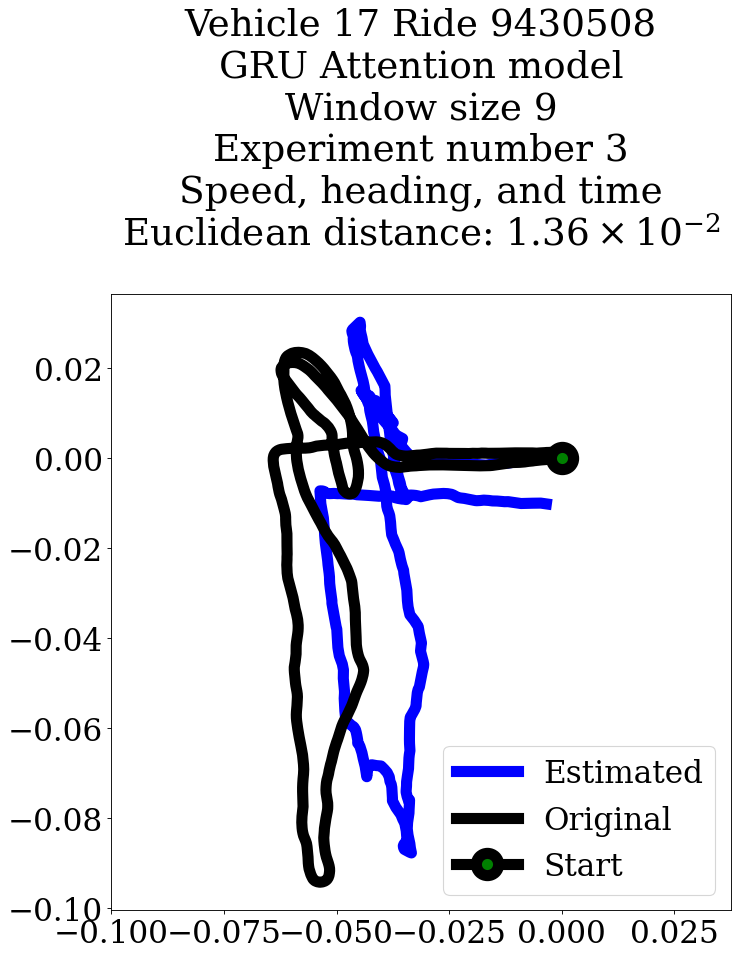 Vehicle 17 Ride 9430508
GRU Attention model
Window size 9
Experiment number 3
Speed, heading, and time
Euclidean distance: 1.36 × 10⁻²
0.02
0.00
−0.02
−0.04
−0.06
−0.08
−0.10
Estimated
Original
Start
−0.100 −0.075 −0.050 −0.025 0.000 0.025